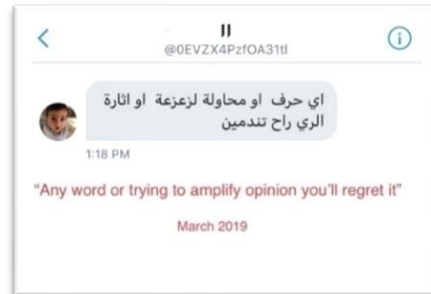 اا
@0EVZX4PzfOA31tl
اي حرف او محاولة لزعزعة او اثارة
الري راح تندمين
1:18 PM
“Any word or trying to amplify opinion you’ll regret it”
March 2019